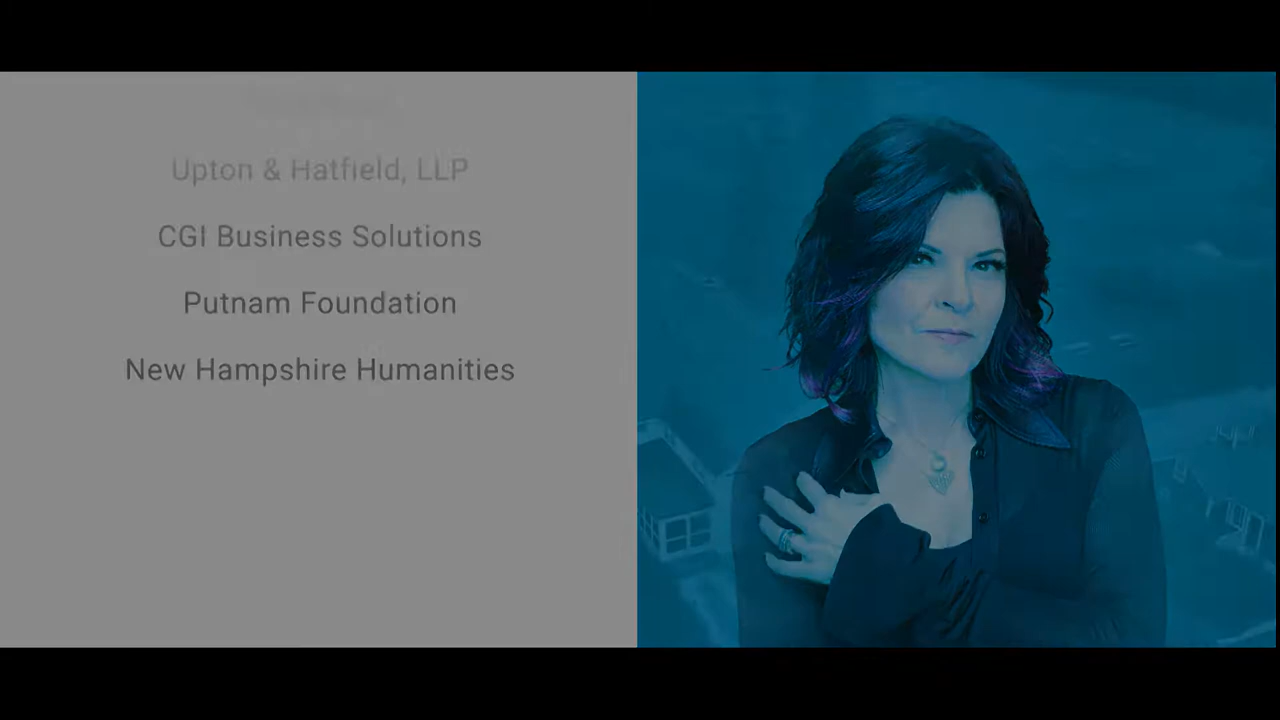 Upton & Hatfield, LLP
CGI Business Solutions
Putnam Foundation
New Hampshire Humanities